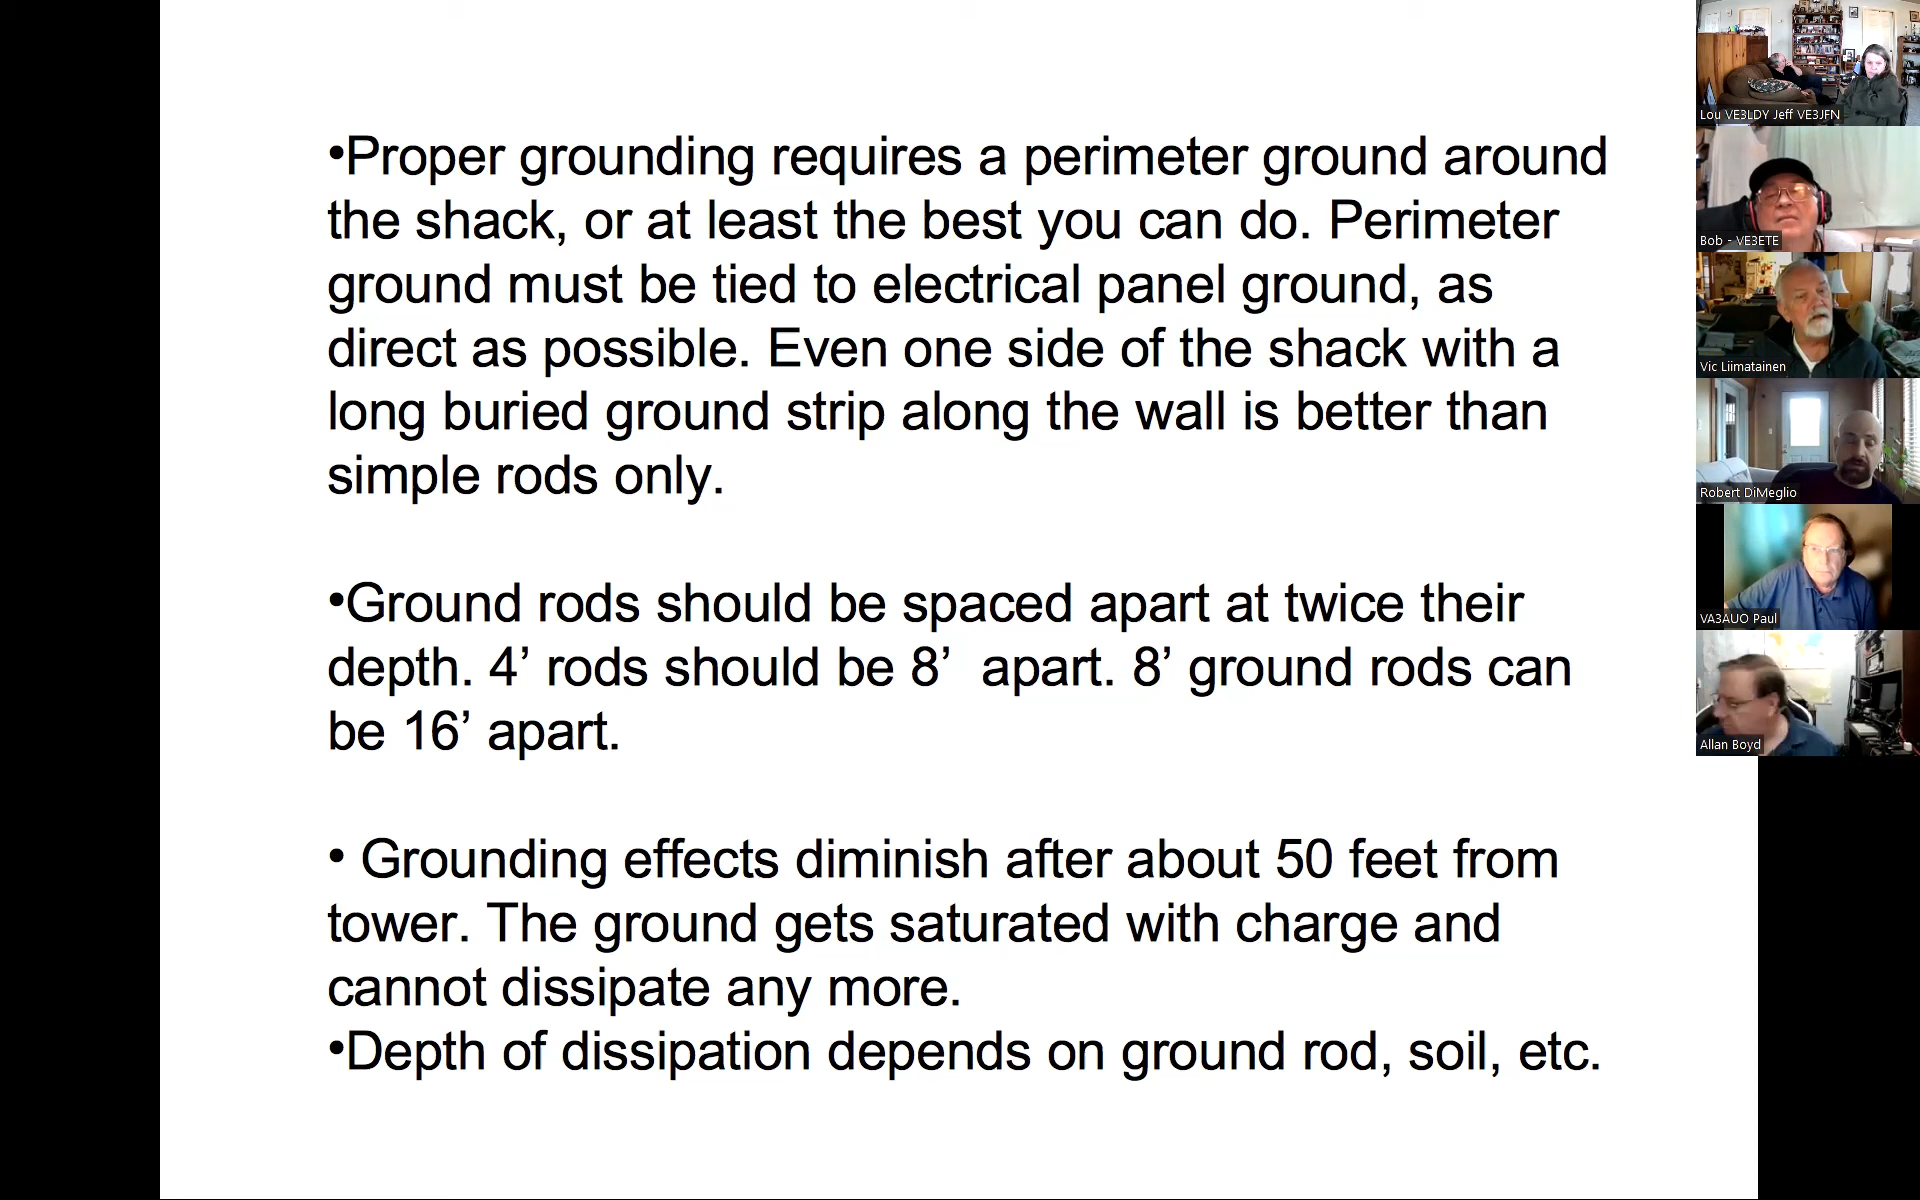 •Proper grounding requires a perimeter ground around
the shack, or at least the best you can do. Perimeter
ground must be tied to electrical panel ground, as
direct as possible. Even one side of the shack with a
long buried ground strip along the wall is better than
simple rods only.
•Ground rods should be spaced apart at twice their
depth. 4’ rods should be 8’  apart. 8’ ground rods can
be 16’ apart.
• Grounding effects diminish after about 50 feet from
tower. The ground gets saturated with charge and
cannot dissipate any more.
•Depth of dissipation depends on ground rod, soil, etc.
Lou VE3LDY Jeff VE3JFN
Bob - VE3ETE
Vic Liimatainen
Robert DiMeglio
VA3AUO Paul
Allan Boyd